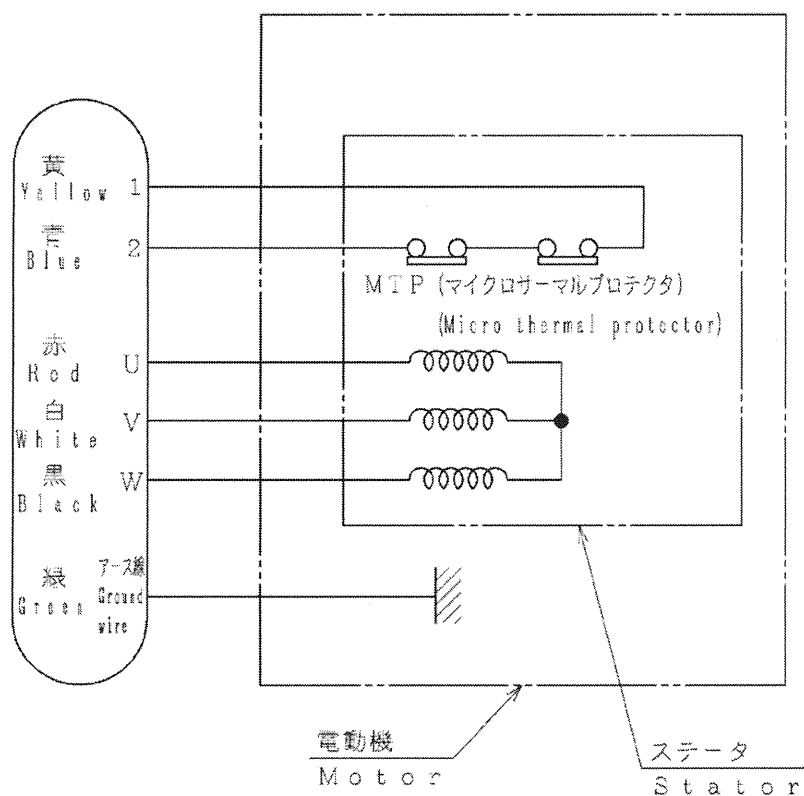 黄
Yellow 1
青
Blue 2
MTP (マイクロサーマルプロテクタ)
(Micro thermal protector)
赤
Red U
白
White V
黒
Black W
緑 アース線
Green Ground
wire
電動機
Motor
ステータ
Stator